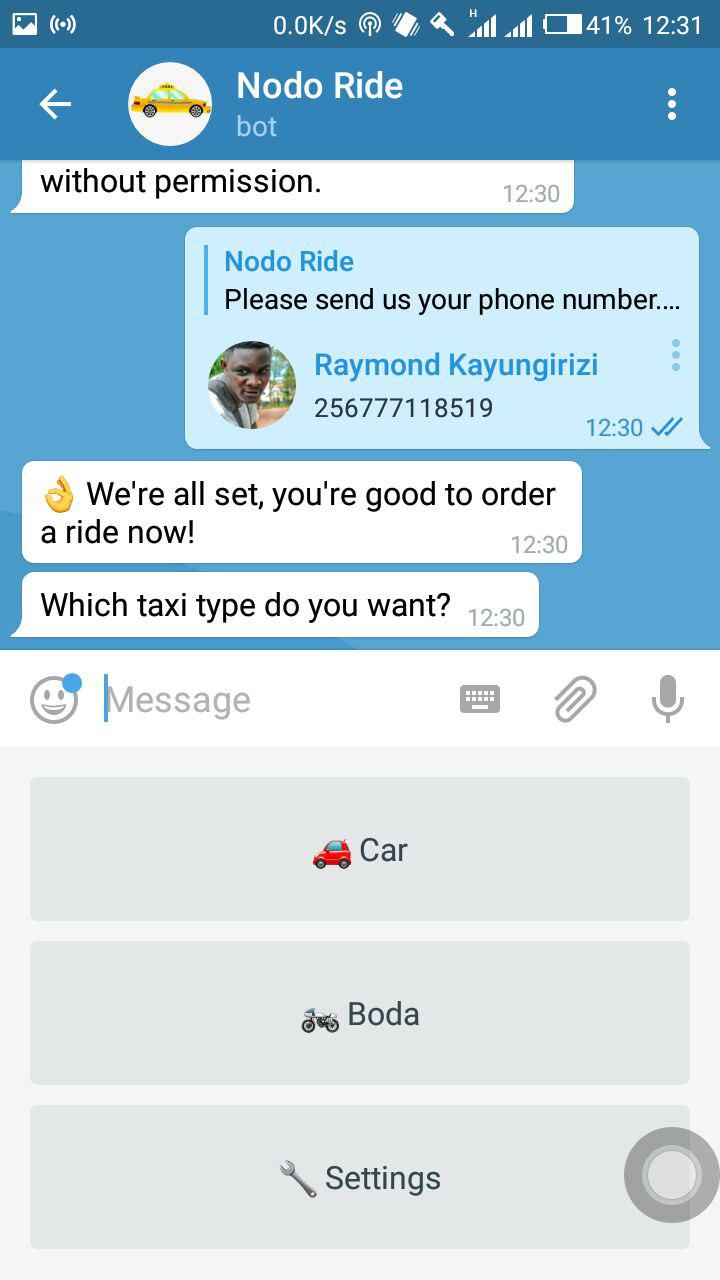 0.0K/s H 41% 12:31
Nodo Ride
bot
without permission.
12:30
Nodo Ride
Please send us your phone number....
Raymond Kayungirizi
256777118519
12:30
👌 We're all set, you're good to order
a ride now!
12:30
Which taxi type do you want? 12:30
Message
🚗 Car
🏍 Boda
🔧 Settings